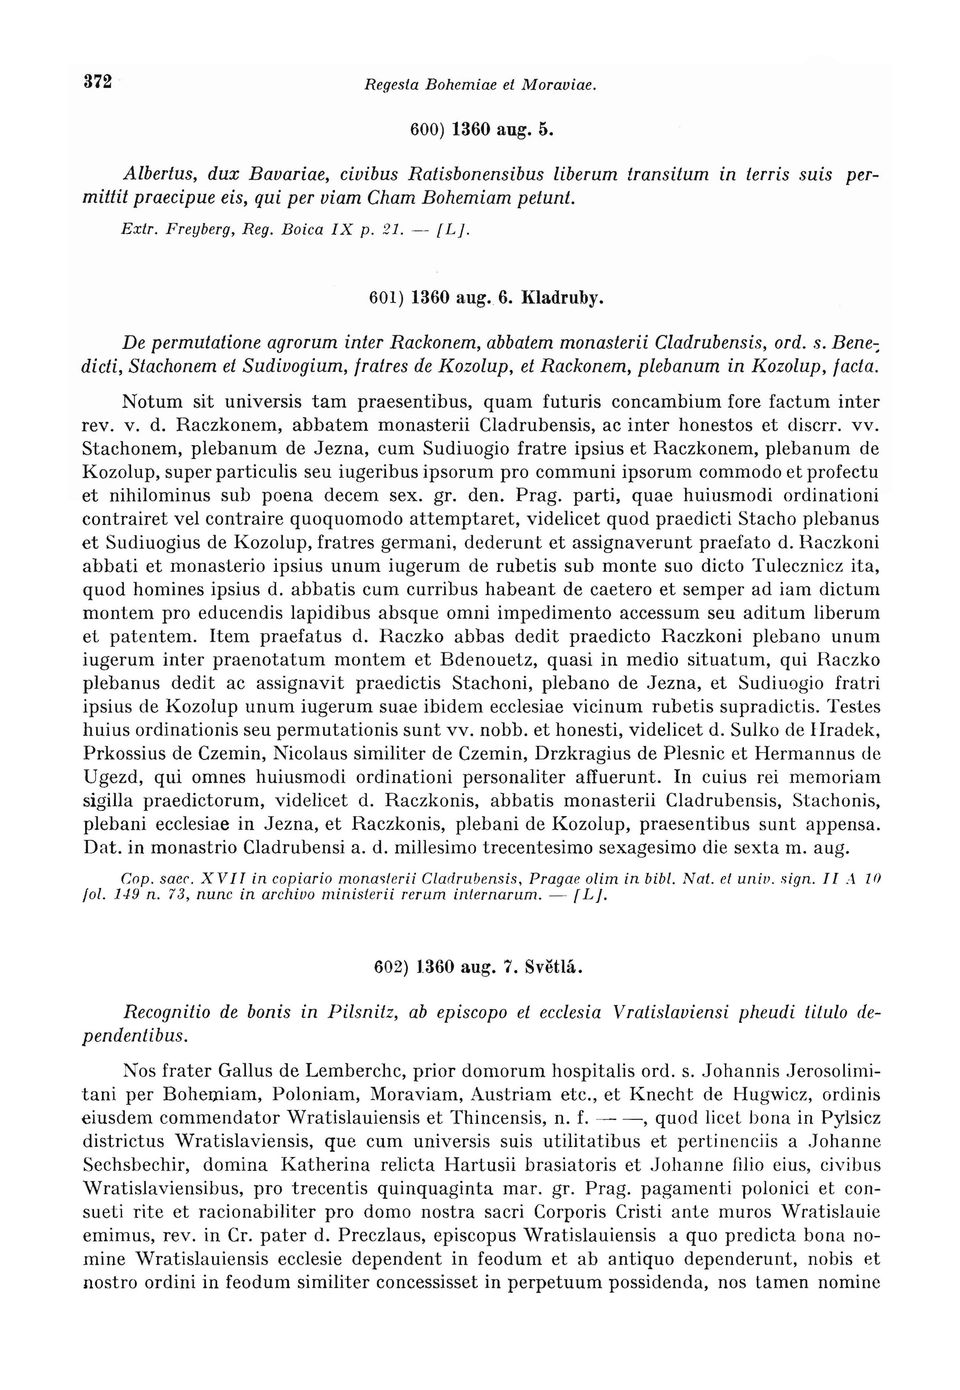 372
Regesta Bohemiae et Moraviae.
600) 1360 aug. 5.
Albertus, dux Bavariae, civibus Ratisbonensibus liberum transitum in terris suis per-
mittit praecipue eis, qui per viam Cham Bohemiam petunt.
Extr. Freyberg, Reg. Boica IX p. 21. — [L].
601) 1360 aug. 6. Kladruby.
De permutatione agrorum inter Rackonem, abbatem monasterii Cladrubensis, ord. s. Bene-
dicti, Stachonem et Sudivogium, fratres de Kozolup, et Rackonem, plebanum in Kozolup, facta.
Notum sit universis tam praesentibus, quam futuris concambium fore factum inter
rev. v. d. Raczkonem, abbatem monasterii Cladrubensis, ac inter honestos et discrr. vv.
Stachonem, plebanum de Jezna, cum Sudiuogio fratre ipsius et Raczkonem, plebanum de
Kozolup, super particulis seu iugeribus ipsorum pro communi ipsorum commodo et profectu
et nihilominus sub poena decem sex. gr. den. Prag. parti, quae huiusmodi ordinationi
contrairet vel contraire quoquomodo attemptaret, videlicet quod praedicti Stacho plebanus
et Sudiuogius de Kozolup, fratres germani, dederunt et assignaverunt praefato d. Raczkoni
abbati et monasterio ipsius unum iugerum de rubetis sub monte suo dicto Tulecznicz ita,
quod homines ipsius d. abbatis cum curribus habeant de caetero et semper ad iam dictum
montem pro educendis lapidibus absque omni impedimento accessum seu aditum liberum
et patentem. Item praefatus d. Raczko abbas dedit praedicto Raczkoni plebano unum
iugerum inter praenotatum montem et Bdenouetz, quasi in medio situatum, qui Raczko
plebanus dedit ac assignavit praedictis Stachoni, plebano de Jezna, et Sudiuogio fratri
ipsius de Kozolup unum iugerum suae ibidem ecclesiae vicinum rubetis supradictis. Testes
huius ordinationis seu permutationis sunt vv. nobb. et honesti, videlicet d. Sulko de Hradek,
Prkossius de Czemin, Nicolaus similiter de Czemin, Drzkragius de Plesnic et Hermannus de
Ugezd, qui omnes huiusmodi ordinationi personaliter affuerunt. In cuius rei memoriam
sigilla praedictorum, videlicet d. Raczkonis, abbatis monasterii Cladrubensis, Stachonis,
plebani ecclesiae in Jezna, et Raczkonis, plebani de Kozolup, praesentibus sunt appensa.
Dat. in monastrio Cladrubensi a. d. millesimo trecentesimo sexagesimo die sexta m. aug.
Cop. saec. XVII in copiario monasterii Cladrubensis, Pragae olim in bibl. Nat. et univ. sign. II A 10
fol. 149 n. 73, nunc in archivo ministerii rerum internarum. — [L].
602) 1360 aug. 7. Světlá.
Recognitio de bonis in Pilsnitz, ab episcopo et ecclesia Vratislaviensi pheudi titulo de-
pendentibus.
Nos frater Gallus de Lemberchc, prior domorum hospitalis ord. s. Johannis Jerosolimi-
tani per Bohemiam, Poloniam, Moraviam, Austriam etc., et Knecht de Hugwicz, ordinis
eiusdem commendator Wratislauiensis et Thincensis, n. f. — —, quod licet bona in Pylsicz
districtus Wratislaviensis, que cum universis suis utilitatibus et pertinenciis a Johanne
Sechsbechir, domina Katherina relicta Hartusii brasiatoris et Johanne filio eius, civibus
Wratislaviensibus, pro trecentis quinquaginta mar. gr. Prag. pagamenti polonici et con-
sueti rite et racionabiliter pro domo nostra sacri Corporis Cristi ante muros Wratislauie
emimus, rev. in Cr. pater d. Preczlaus, episcopus Wratislauiensis a quo predicta bona no-
mine Wratislauiensis ecclesie dependent in feodum et ab antiquo dependerunt, nobis et
nostro ordini in feodum similiter concessisset in perpetuum possidenda, nos tamen nomine